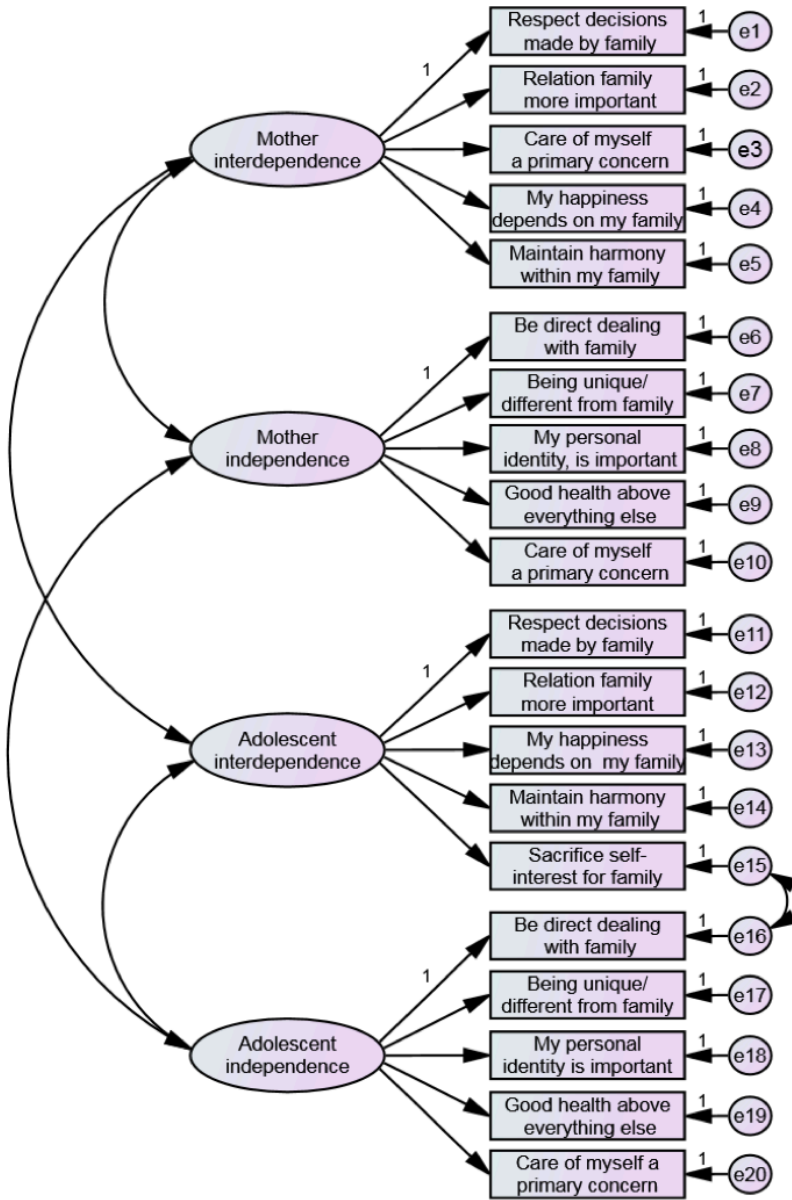 Respect decisions
made by family
1
e1
1
Relation family
more important
1
e2
Mother
interdependence
Care of myself
a primary concern
1
e3
My happiness
depends on my family
1
e4
Maintain harmony
within my family
1
e5
Be direct dealing
with family
1
e6
1
Being unique/
different from family
1
e7
Mother
independence
My personal
identity, is important
1
e8
Good health above
everything else
1
e9
Care of myself
a primary concern
1
e10
Respect decisions
made by family
1
e11
1
Relation family
more important
1
e12
Adolescent
interdependence
My happiness
depends on  my family
1
e13
Maintain harmony
within my family
1
e14
Sacrifice self-
interest for family
1
e15
Be direct dealing
with family
1
e16
1
Being unique/
different from family
1
e17
Adolescent
independence
My personal
identity is important
1
e18
Good health above
everything else
1
e19
Care of myself a
primary concern
1
e20